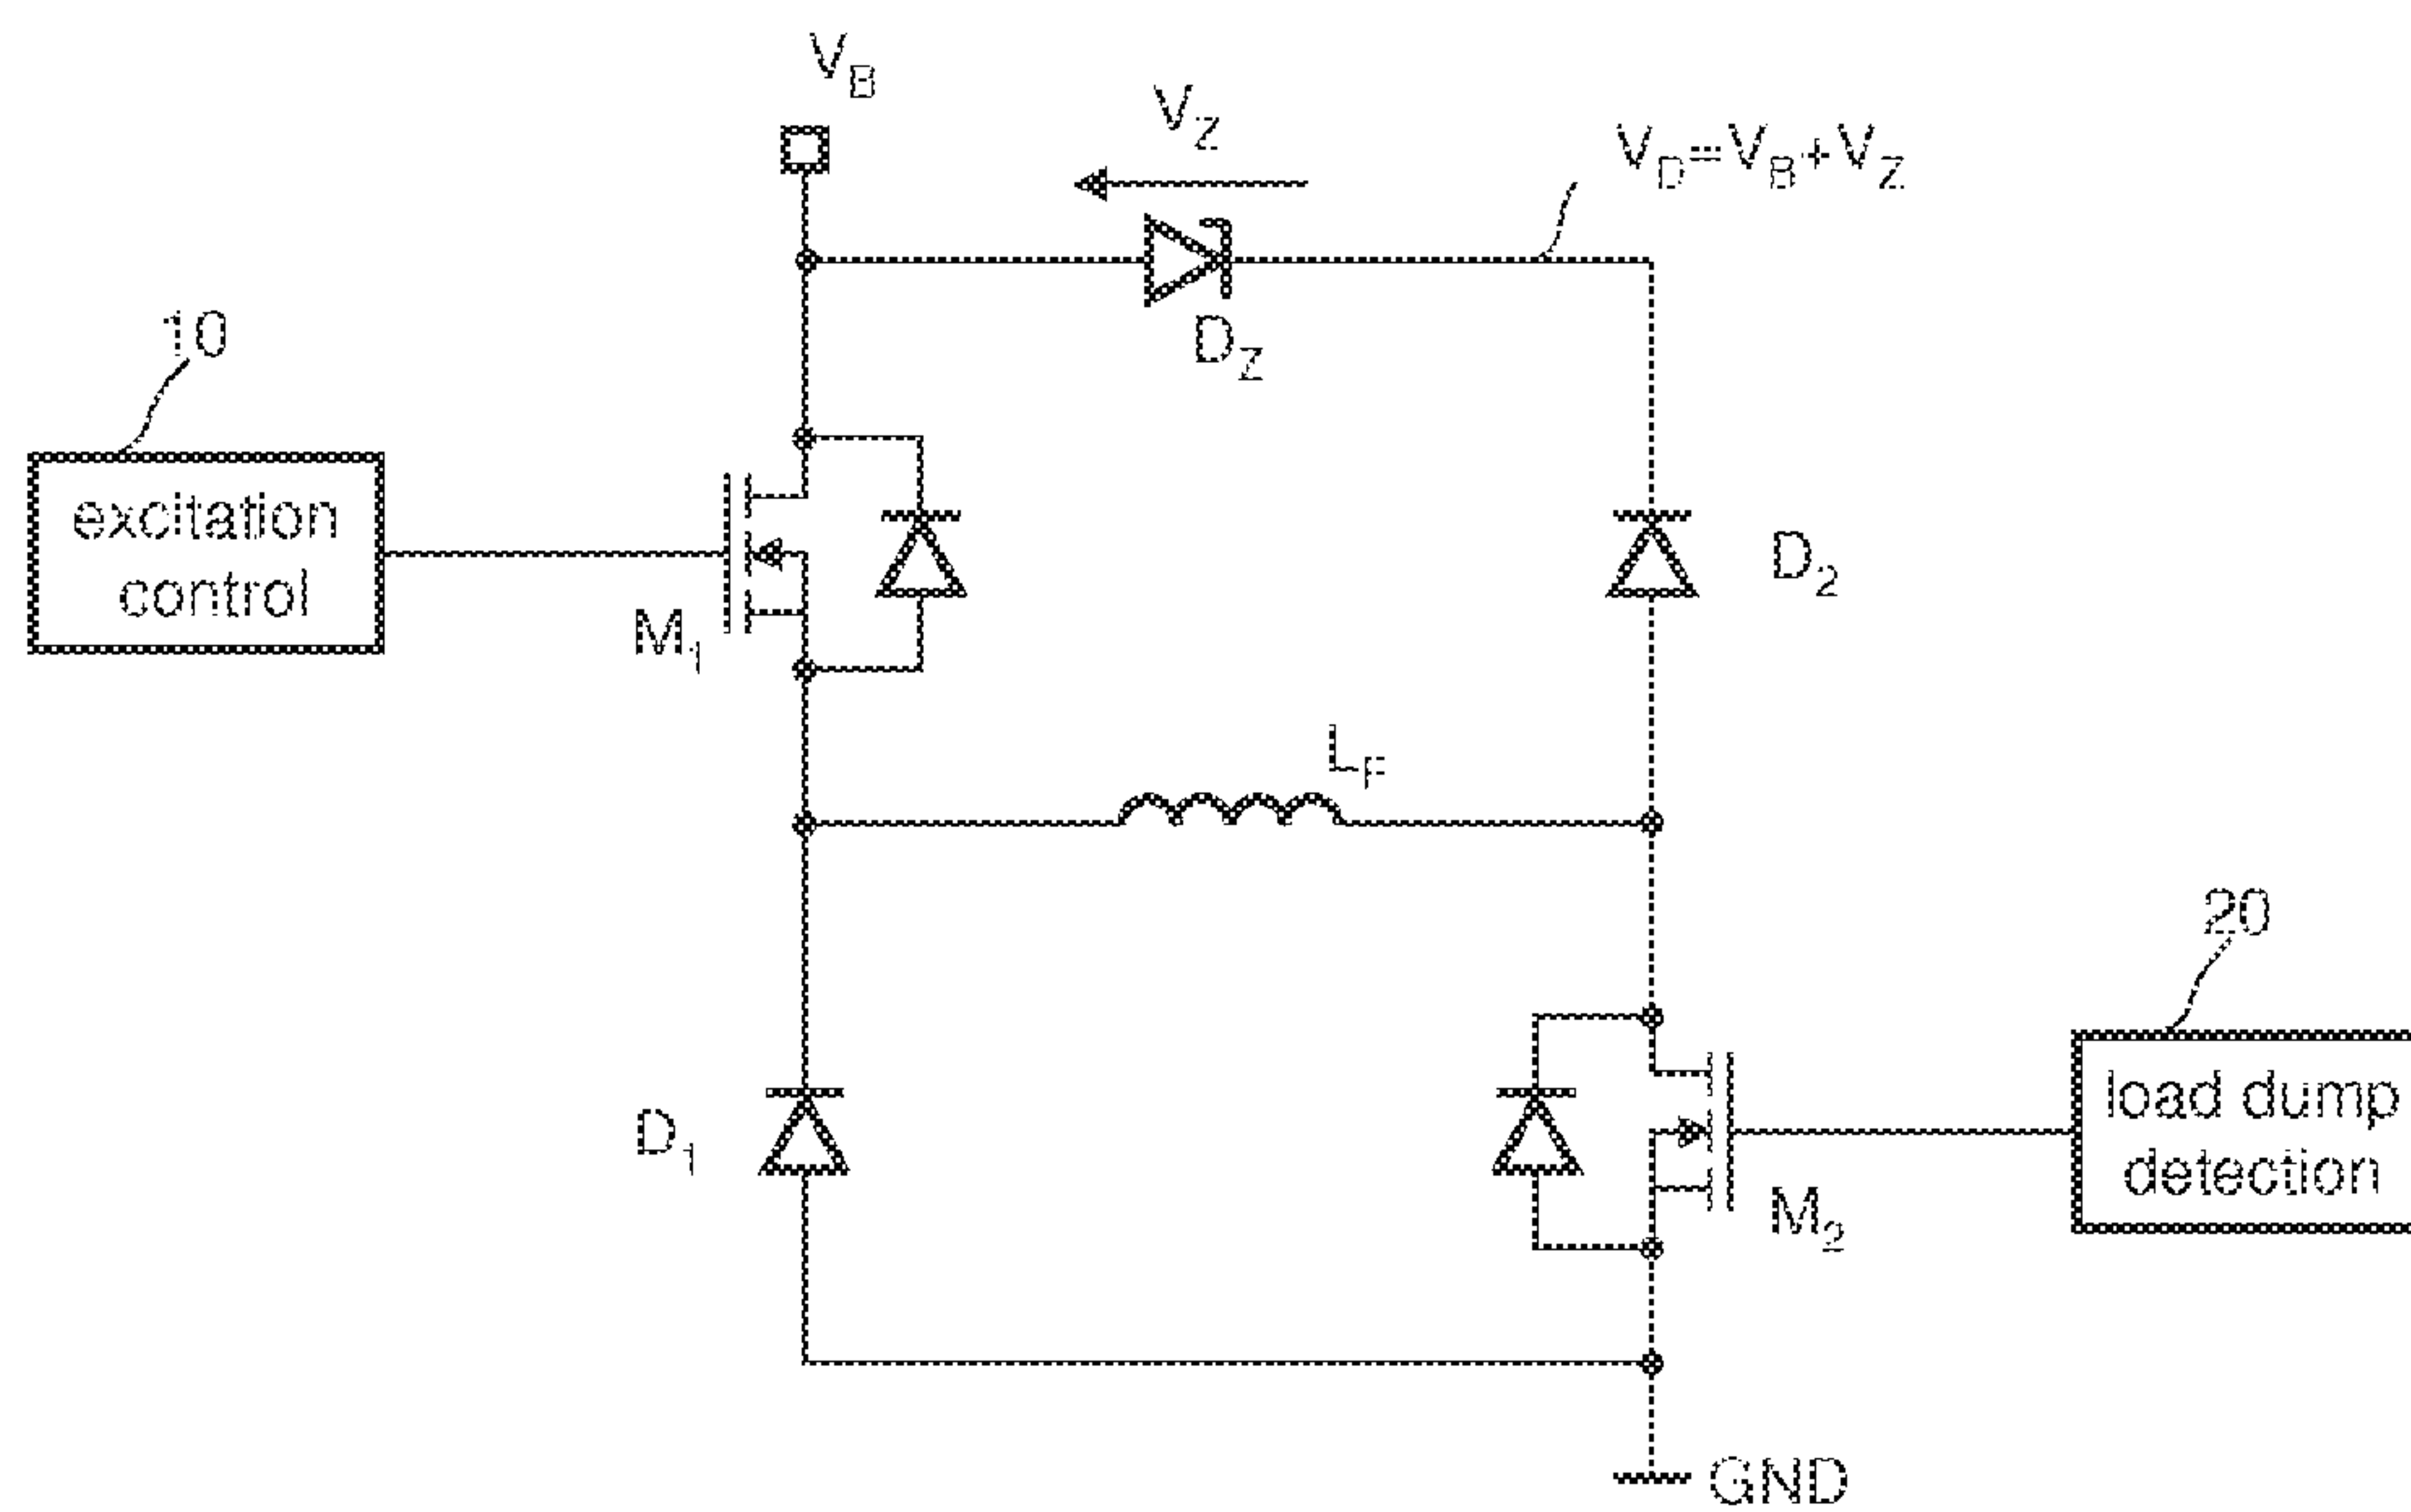 V_B
V_Z
V_D=V_B+V_Z
D_Z
10
excitation
control
M_1
D_2
L_F
20
load dump
detection
D_1
M_2
GND